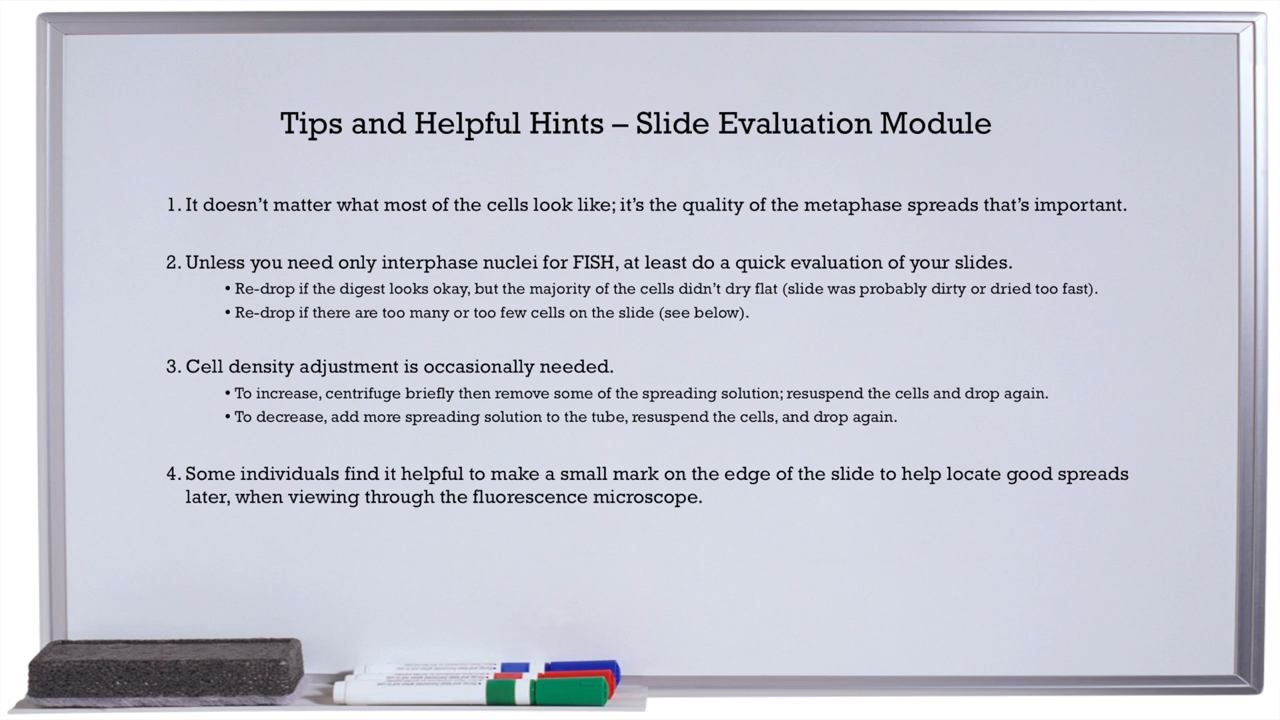 Tips and Helpful Hints – Slide Evaluation Module
1. It doesn't matter what most of the cells look like; it's the quality of the metaphase spreads that's important.
2. Unless you need only interphase nuclei for FISH, at least do a quick evaluation of your slides.
• Re-drop if the digest looks okay, but the majority of the cells didn't dry flat (slide was probably dirty or dried too fast).
• Re-drop if there are too many or too few cells on the slide (see below).
3. Cell density adjustment is occasionally needed.
• To increase, centrifuge briefly then remove some of the spreading solution; resuspend the cells and drop again.
• To decrease, add more spreading solution to the tube, resuspend the cells, and drop again.
4. Some individuals find it helpful to make a small mark on the edge of the slide to help locate good spreads
later, when viewing through the fluorescence microscope.